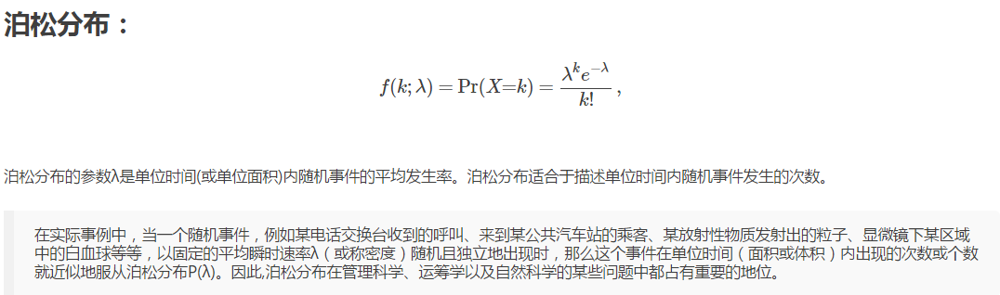 泊松分布：
f(k; λ) = Pr(X=k) = λ^k e^{−λ} / k! ,
泊松分布的参数λ是单位时间(或单位面积)内随机事件的平均发生率。泊松分布适合于描述单位时间内随机事件发生的次数。
在实际事例中，当一个随机事件，例如某电话交换台收到的呼叫、来到某公共汽车站的乘客、某放射性物质发射出的粒子、显微镜下某区域
中的白血球等等，以固定的平均瞬时速率λ（或称密度）随机且独立地出现时，那么这个事件在单位时间（面积或体积）内出现的次数或个数
就近似地服从泊松分布P(λ)。因此,泊松分布在管理科学、运筹学以及自然科学的某些问题中都占有重要的地位。